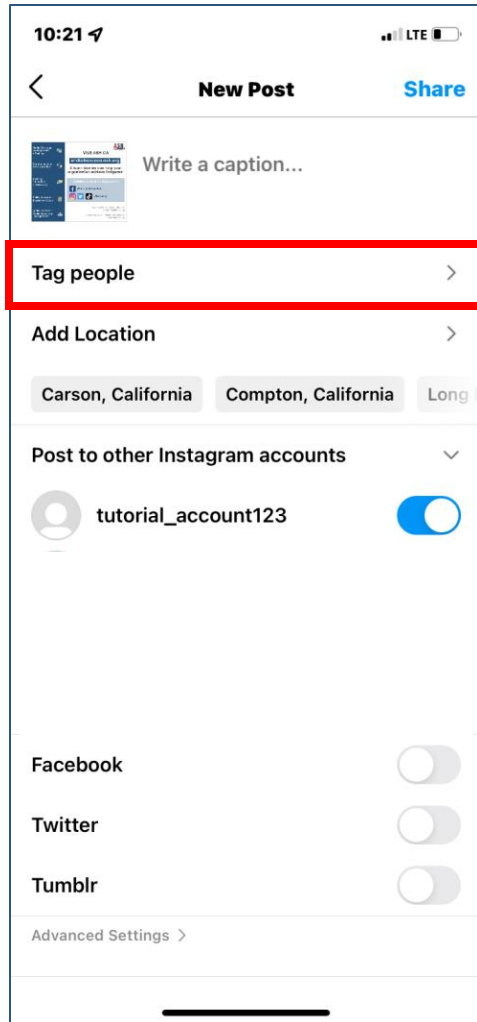 10:21
LTE
New Post
Share
Write a caption...
Tag people
Add Location
Carson, California
Compton, California
Long
Post to other Instagram accounts
tutorial_account123
Facebook
Twitter
Tumblr
Advanced Settings